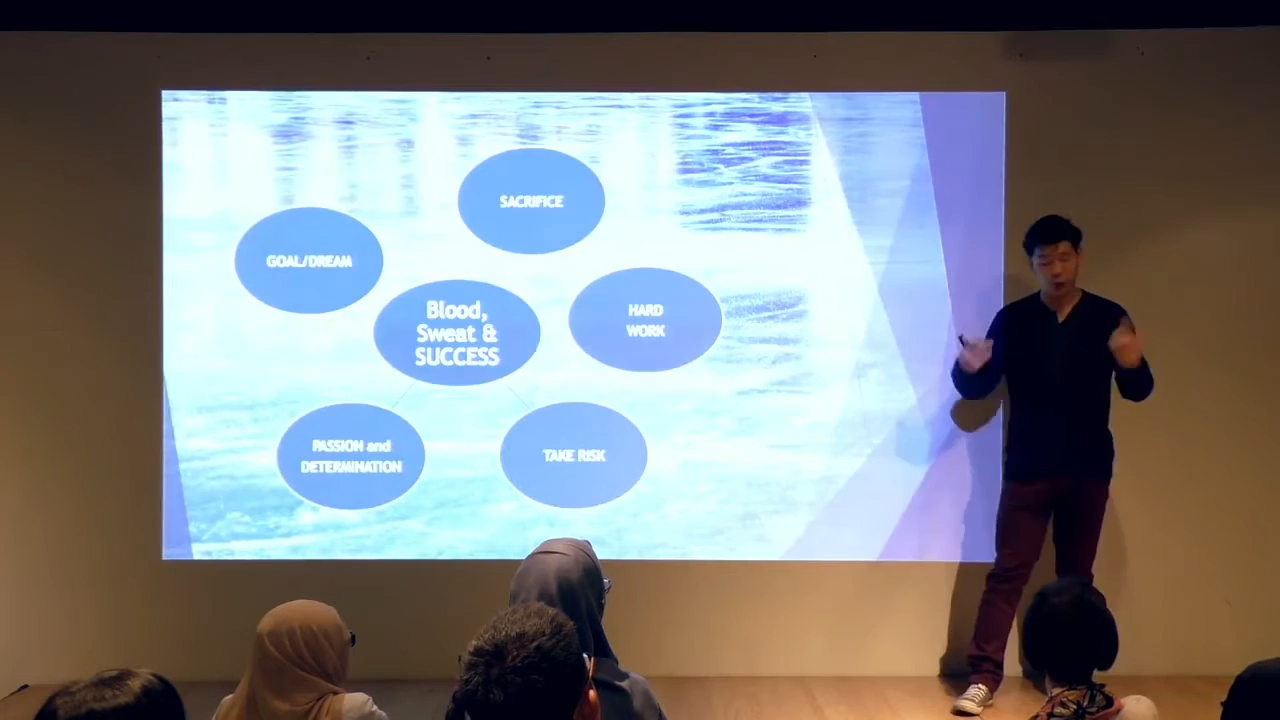 SACRIFICE
GOAL/DREAM
Blood,
Sweat &
SUCCESS
HARD
WORK
PASSION and
DETERMINATION
TAKE RISK